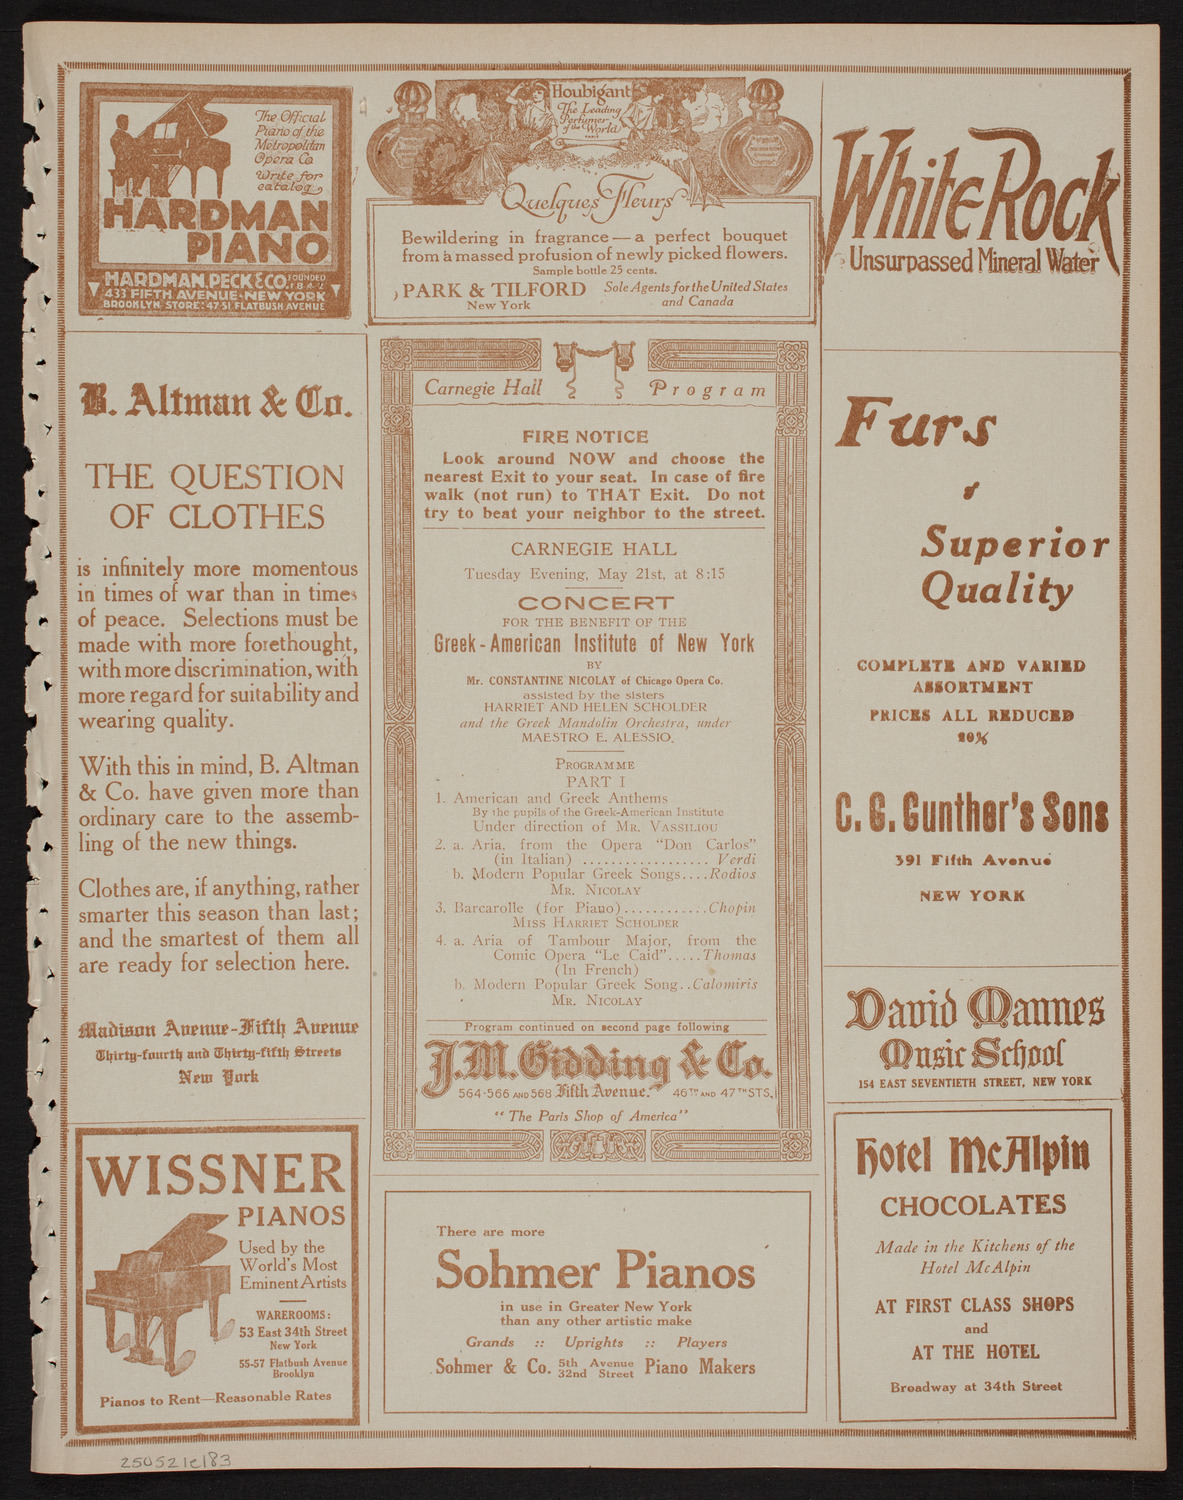 The Official
Piano of the
Metropolitan
Opera Co
Write for
catalog
HARDMAN
PIANO
HARDMAN, PECK & CO. FOUNDED 1842
433 FIFTH AVENUE · NEW YORK
BROOKLYN STORE: 47-51 FLATBUSH AVENUE
Houbigant
The Leading
Perfumer
of the World
PARIS
Quelques Fleurs
Bewildering in fragrance — a perfect bouquet
from a massed profusion of newly picked flowers.
Sample bottle 25 cents.
PARK & TILFORD Sole Agents for the United States
New York and Canada
White Rock
Unsurpassed Mineral Water
B. Altman & Co.
THE QUESTION
OF CLOTHES
is infinitely more momentous
in times of war than in times
of peace. Selections must be
made with more forethought,
with more discrimination, with
more regard for suitability and
wearing quality.
With this in mind, B. Altman
& Co. have given more than
ordinary care to the assemb-
ling of the new things.
Clothes are, if anything, rather
smarter this season than last;
and the smartest of them all
are ready for selection here.
Madison Avenue-Fifth Avenue
Thirty-fourth and Thirty-fifth Streets
New York
WISSNER
PIANOS
Used by the
World's Most
Eminent Artists
WAREROOMS:
53 East 34th Street
New York
55-57 Flatbush Avenue
Brooklyn
Pianos to Rent—Reasonable Rates
Carnegie Hall Program
FIRE NOTICE
Look around NOW and choose the
nearest Exit to your seat. In case of fire
walk (not run) to THAT Exit. Do not
try to beat your neighbor to the street.
CARNEGIE HALL
Tuesday Evening, May 21st, at 8:15
CONCERT
FOR THE BENEFIT OF THE
Greek-American Institute of New York
BY
Mr. CONSTANTINE NICOLAY of Chicago Opera Co.
assisted by the sisters
HARRIET AND HELEN SCHOLDER
and the Greek Mandolin Orchestra, under
MAESTRO E. ALESSIO.
PROGRAMME
PART I
1. American and Greek Anthems
By the pupils of the Greek-American Institute
Under direction of MR. VASSILIOU
2. a. Aria, from the Opera "Don Carlos"
(in Italian) .................. Verdi
b. Modern Popular Greek Songs....Rodios
MR. NICOLAY
3. Barcarolle (for Piano)............Chopin
MISS HARRIET SCHOLDER
4. a. Aria of Tambour Major, from the
Comic Opera "Le Caid".....Thomas
(In French)
b. Modern Popular Greek Song..Calomiris
MR. NICOLAY
Program continued on second page following
J.M. Gidding & Co.
564-566 AND 568 Fifth Avenue. 46TH AND 47TH STS.
"The Paris Shop of America"
There are more
Sohmer Pianos
in use in Greater New York
than any other artistic make
Grands :: Uprights :: Players
Sohmer & Co. 5th Avenue 32nd Street Piano Makers
Furs
of
Superior
Quality
COMPLETE AND VARIED
ASSORTMENT
PRICES ALL REDUCED
20%
C. G. Gunther's Sons
391 Fifth Avenue
NEW YORK
David Mannes
Music School
154 EAST SEVENTIETH STREET, NEW YORK
Hotel McAlpin
CHOCOLATES
Made in the Kitchens of the
Hotel McAlpin
AT FIRST CLASS SHOPS
and
AT THE HOTEL
Broadway at 34th Street
250521e183